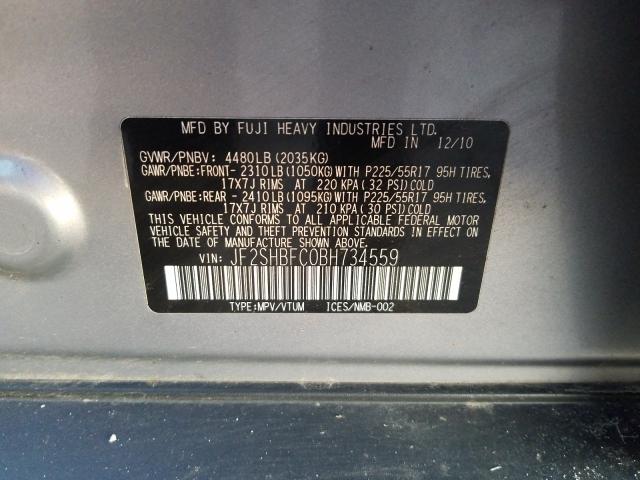 MFD BY FUJI HEAVY INDUSTRIES LTD.
MFD IN 12/10
GVWR/PNBV: 4480LB (2035KG)
GAWR/PNBE:FRONT- 2310LB (1050KG)WITH P225/55R17 95H TIRES,
17X7J RIMS AT 220 KPA (32 PSI)COLD
GAWR/PNBE:REAR - 2410LB (1095KG)WITH P225/55R17 95H TIRES,
17X7J RIMS AT 210 KPA (30 PSI)COLD
THIS VEHICLE CONFORMS TO ALL APPLICABLE FEDERAL MOTOR
VEHICLE SAFETY AND THEFT PREVENTION STANDARDS IN EFFECT
ON THE DATE OF MANUFACTURE SHOWN ABOVE.
VIN: JF2SHBFC0BH734559
TYPE:MPV/VTUM ICES/NMB-002